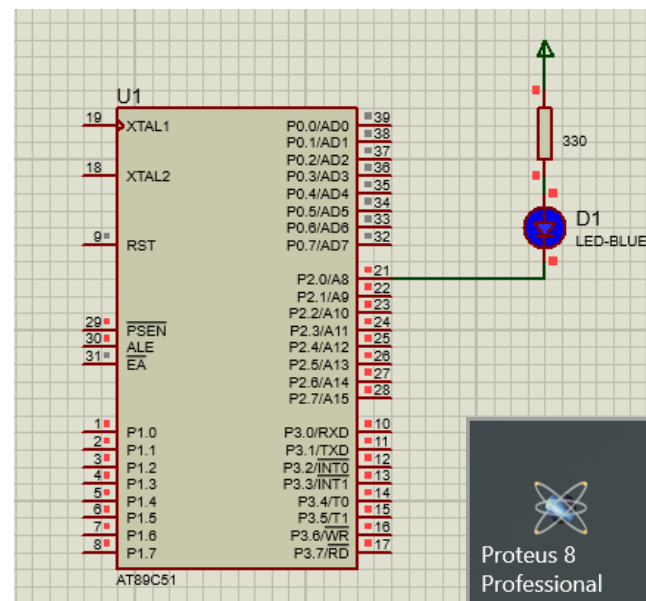 U1
19 XTAL1
18 XTAL2
9 RST
29 PSEN
30 ALE
31 EA
1 P1.0
2 P1.1
3 P1.2
4 P1.3
5 P1.4
6 P1.5
7 P1.6
8 P1.7
P0.0/AD0 39
P0.1/AD1 38
P0.2/AD2 37
P0.3/AD3 36
P0.4/AD4 35
P0.5/AD5 34
P0.6/AD6 33
P0.7/AD7 32
P2.0/A8 21
P2.1/A9 22
P2.2/A10 23
P2.3/A11 24
P2.4/A12 25
P2.5/A13 26
P2.6/A14 27
P2.7/A15 28
P3.0/RXD 10
P3.1/TXD 11
P3.2/INT0 12
P3.3/INT1 13
P3.4/T0 14
P3.5/T1 15
P3.6/WR 16
P3.7/RD 17
AT89C51
330
D1
LED-BLUE
Proteus 8
Professional